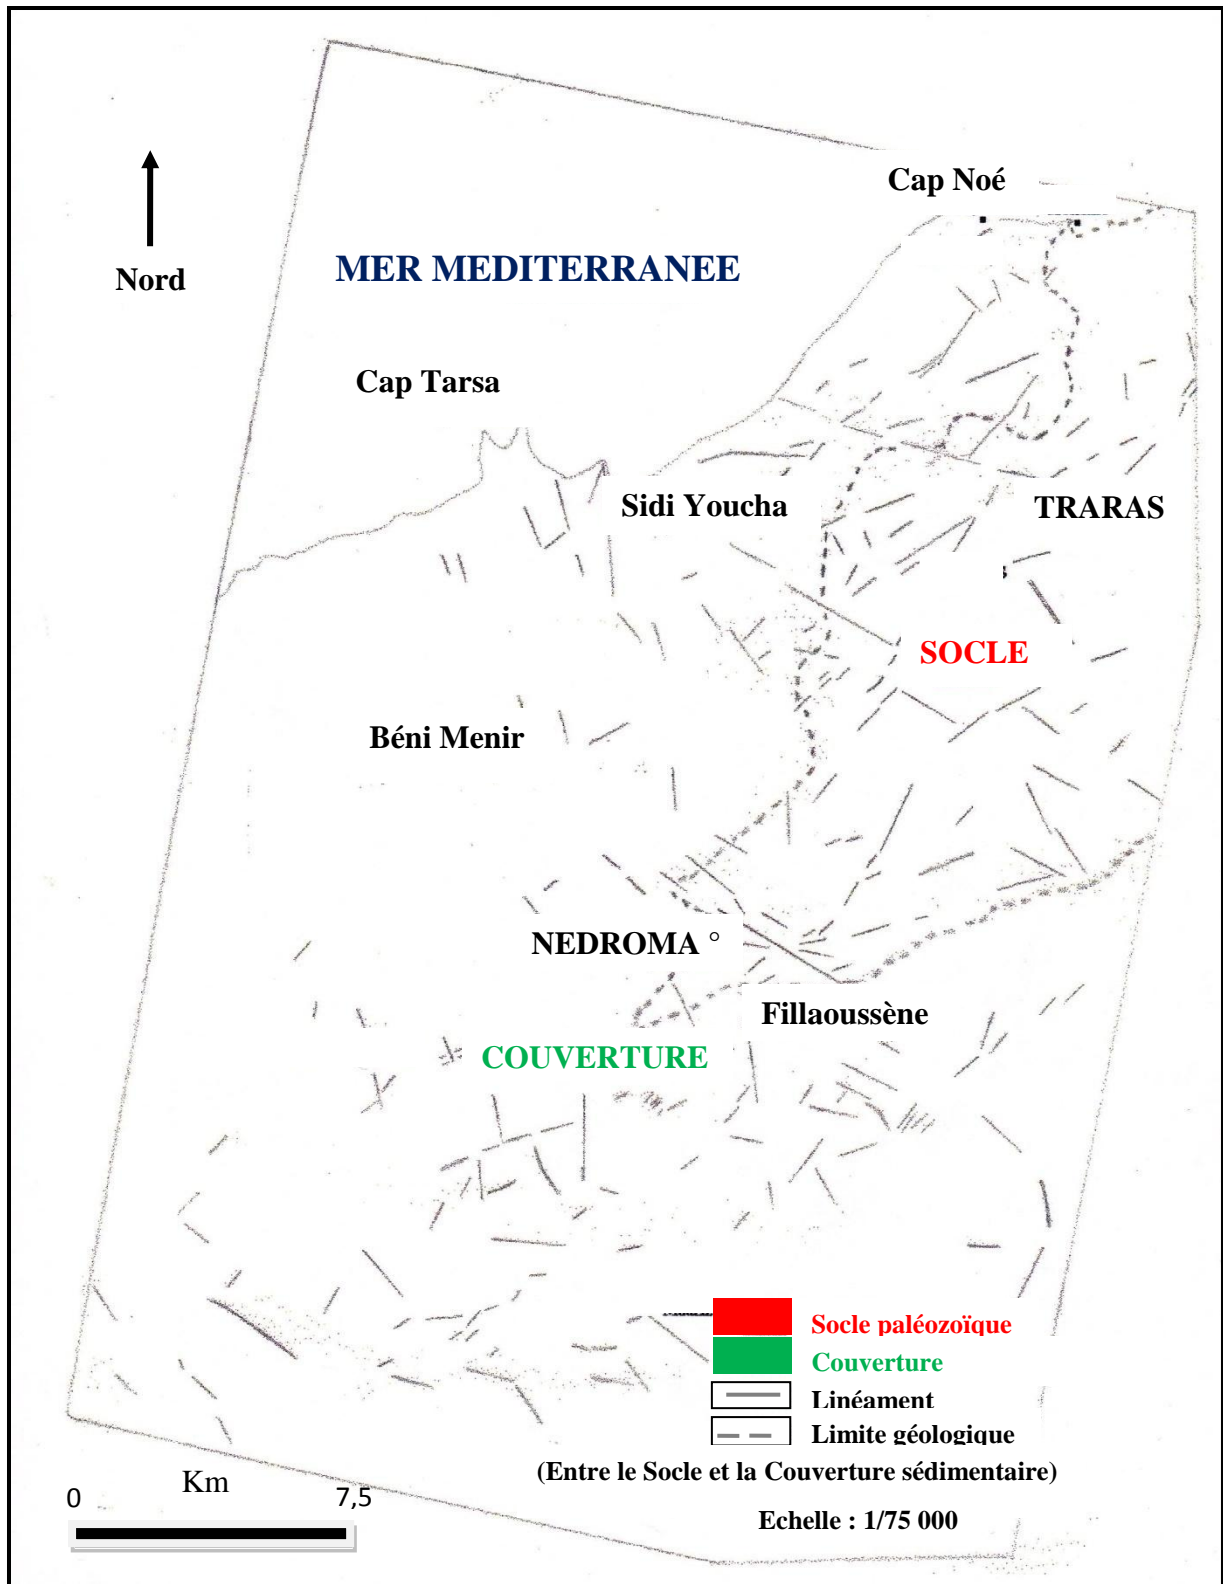 Cap Noé
Nord
MER MEDITERRANEE
Cap Tarsa
Sidi Youcha
TRARAS
SOCLE
Béni Menir
NEDROMA °
Fillaoussène
COUVERTURE
Socle paléozoïque
Couverture
Linéament
Limite géologique
(Entre le Socle et la Couverture sédimentaire)
Km
0 7,5
Echelle : 1/75 000